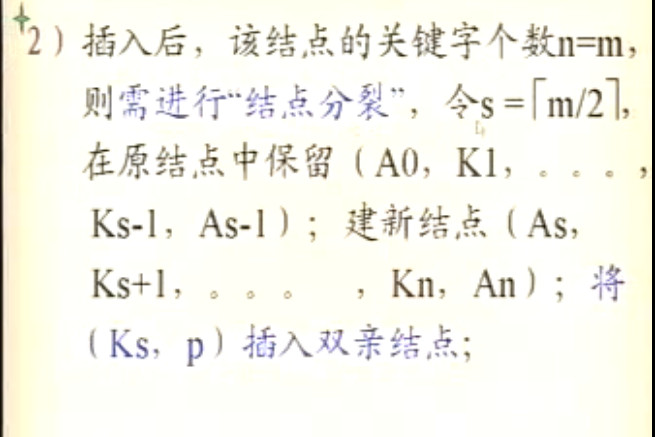 2）插入后，该结点的关键字个数n=m，
则需进行“结点分裂”，令s =⌈m/2⌉，
在原结点中保留（A0，K1，。。。，
Ks-1，As-1）；建新结点（As，
Ks+1，。。。 ，Kn，An）；将
（Ks，p）插入双亲结点；